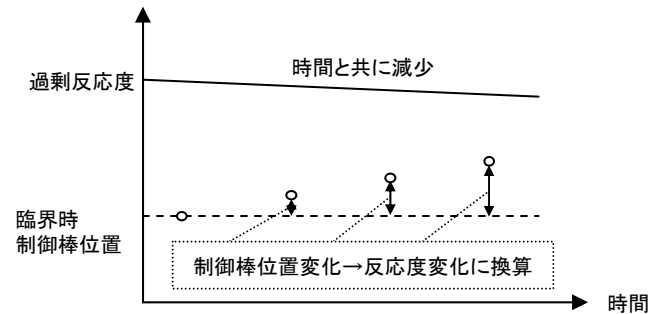 時間と共に減少
過剰反応度
臨界時
制御棒位置
制御棒位置変化→反応度変化に換算
時間